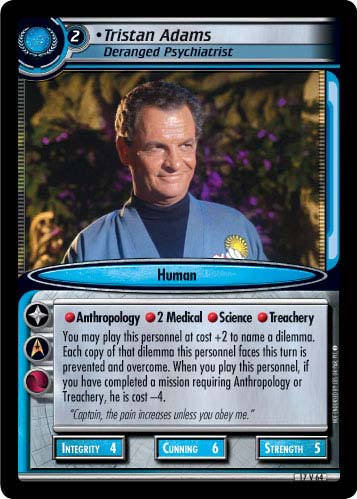 2
•Tristan Adams
Deranged Psychiatrist
Human
Anthropology 2 Medical Science Treachery
You may play this personnel at cost +2 to name a dilemma.
Each copy of that dilemma this personnel faces this turn is
prevented and overcome. When you play this personnel, if
you have completed a mission requiring Anthropology or
Treachery, he is cost –4.
"Captain, the pain increases unless you obey me."
Integrity 4 Cunning 6 Strength 5
17 V 64